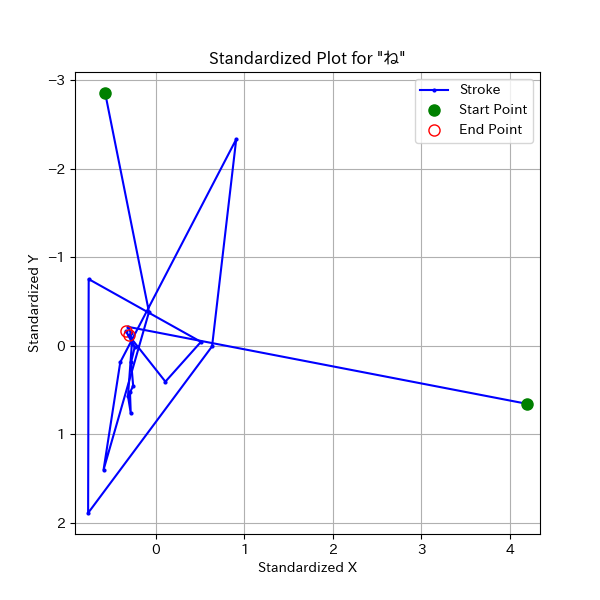 Standardized Plot for "ね"
Stroke
Start Point
End Point
−3
−2
−1
0
1
2
Standardized Y
0 1 2 3 4
Standardized X